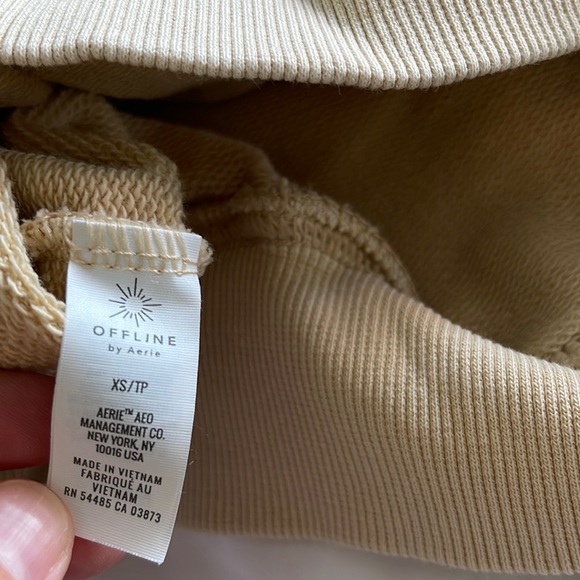 OFFLINE
by Aerie
XS/TP
AERIE™ AEO
MANAGEMENT CO.
NEW YORK, NY
10016 USA
MADE IN VIETNAM
FABRIQUÉ AU
VIETNAM
RN 54485 CA 03873